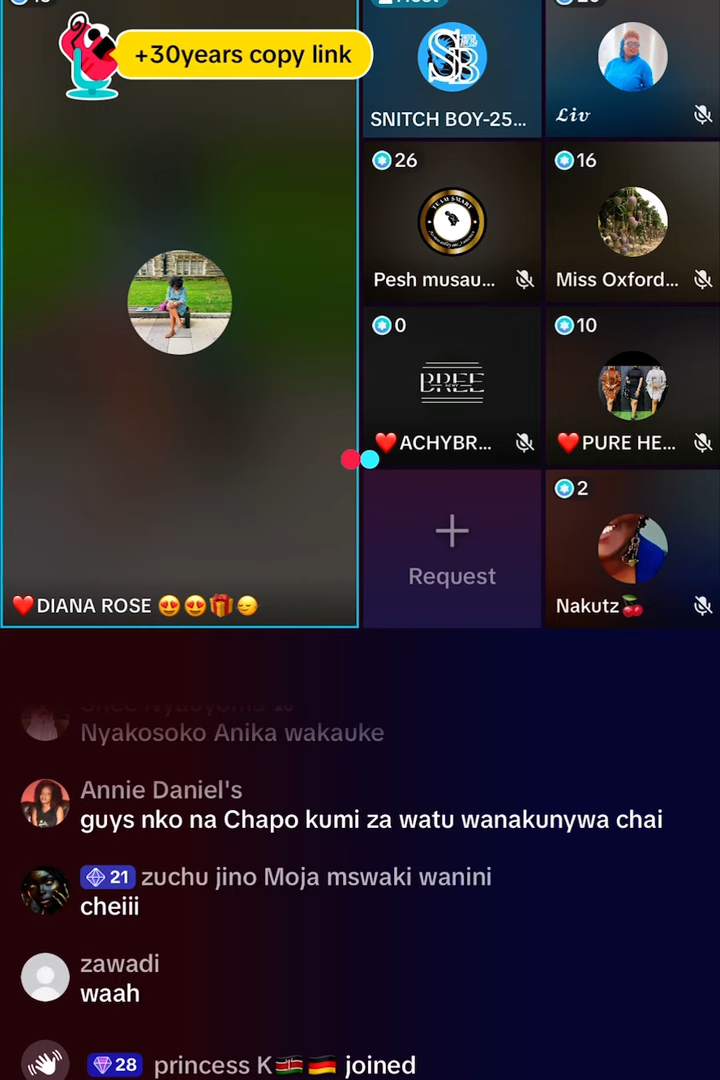 +30years copy link
Host
SNITCH BOY-25...
𝓛𝓲𝓿
26
Pesh musau...
16
Miss Oxford...
0
BREE
❤️ACHYBR...
10
❤️PURE HE...
+
Request
2
Nakutz🍒
❤️DIANA ROSE 😍😍🎁😌
Nyakosoko Anika wakauke
Annie Daniel's
guys nko na Chapo kumi za watu wanakunywa chai
21 zuchu jino Moja mswaki wanini
cheiii
zawadi
waah
28 princess K🇰🇪🇩🇪 joined